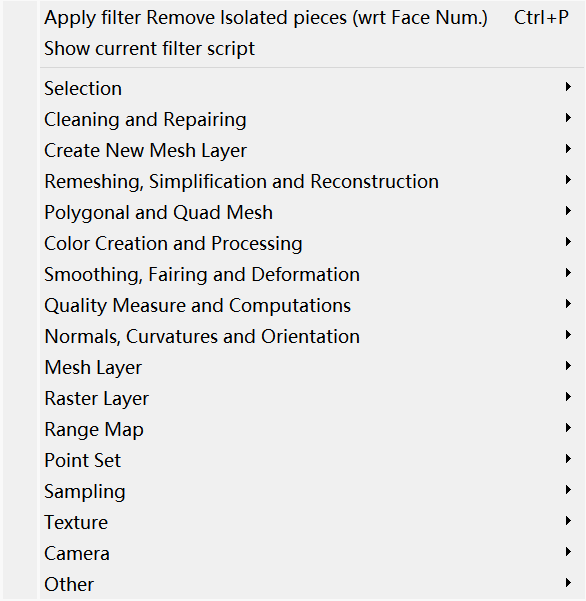 Apply filter Remove Isolated pieces (wrt Face Num.) Ctrl+P
Show current filter script
Selection
Cleaning and Repairing
Create New Mesh Layer
Remeshing, Simplification and Reconstruction
Polygonal and Quad Mesh
Color Creation and Processing
Smoothing, Fairing and Deformation
Quality Measure and Computations
Normals, Curvatures and Orientation
Mesh Layer
Raster Layer
Range Map
Point Set
Sampling
Texture
Camera
Other